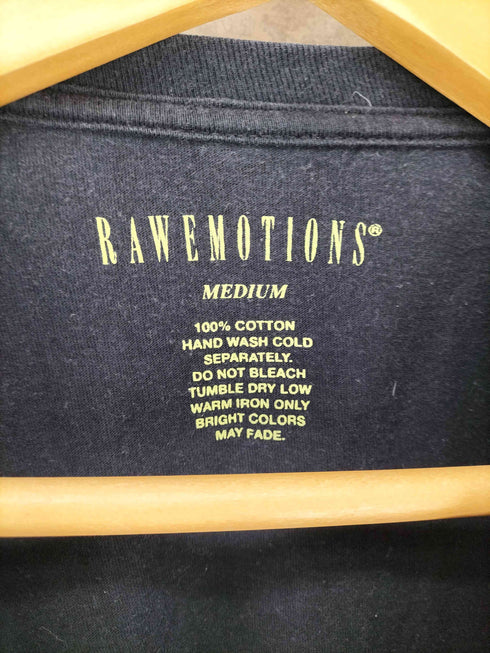 RAWEMOTIONS®
MEDIUM
100% COTTON
HAND WASH COLD
SEPARATELY.
DO NOT BLEACH
TUMBLE DRY LOW
WARM IRON ONLY
BRIGHT COLORS
MAY FADE.